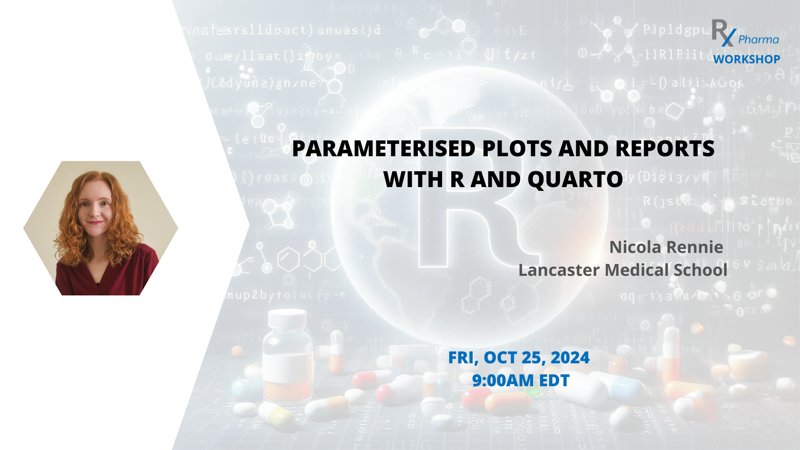 Rx Pharma
WORKSHOP
PARAMETERISED PLOTS AND REPORTS
WITH R AND QUARTO
R
Nicola Rennie
Lancaster Medical School
FRI, OCT 25, 2024
9:00AM EDT